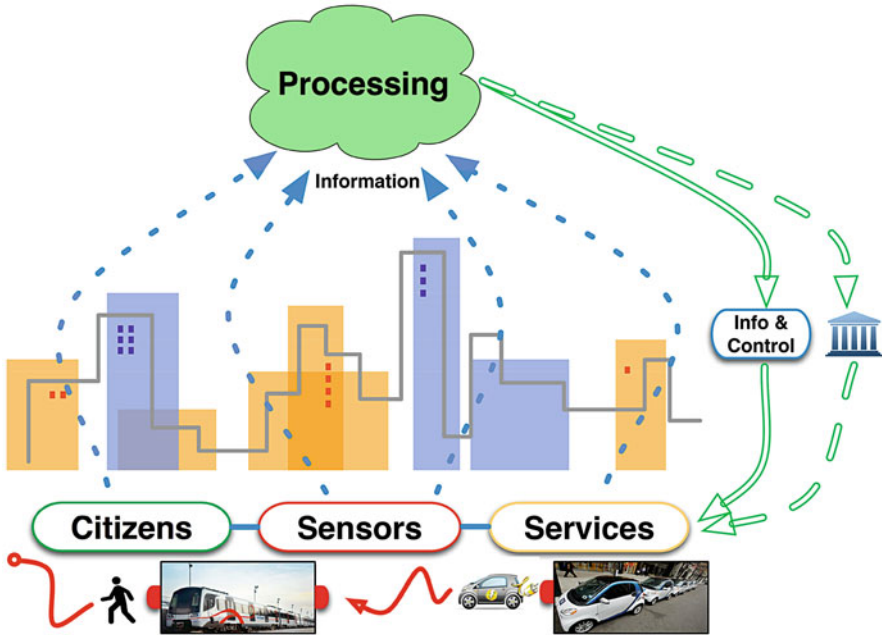 Processing
Information
Info &
Control
Citizens
Sensors
Services